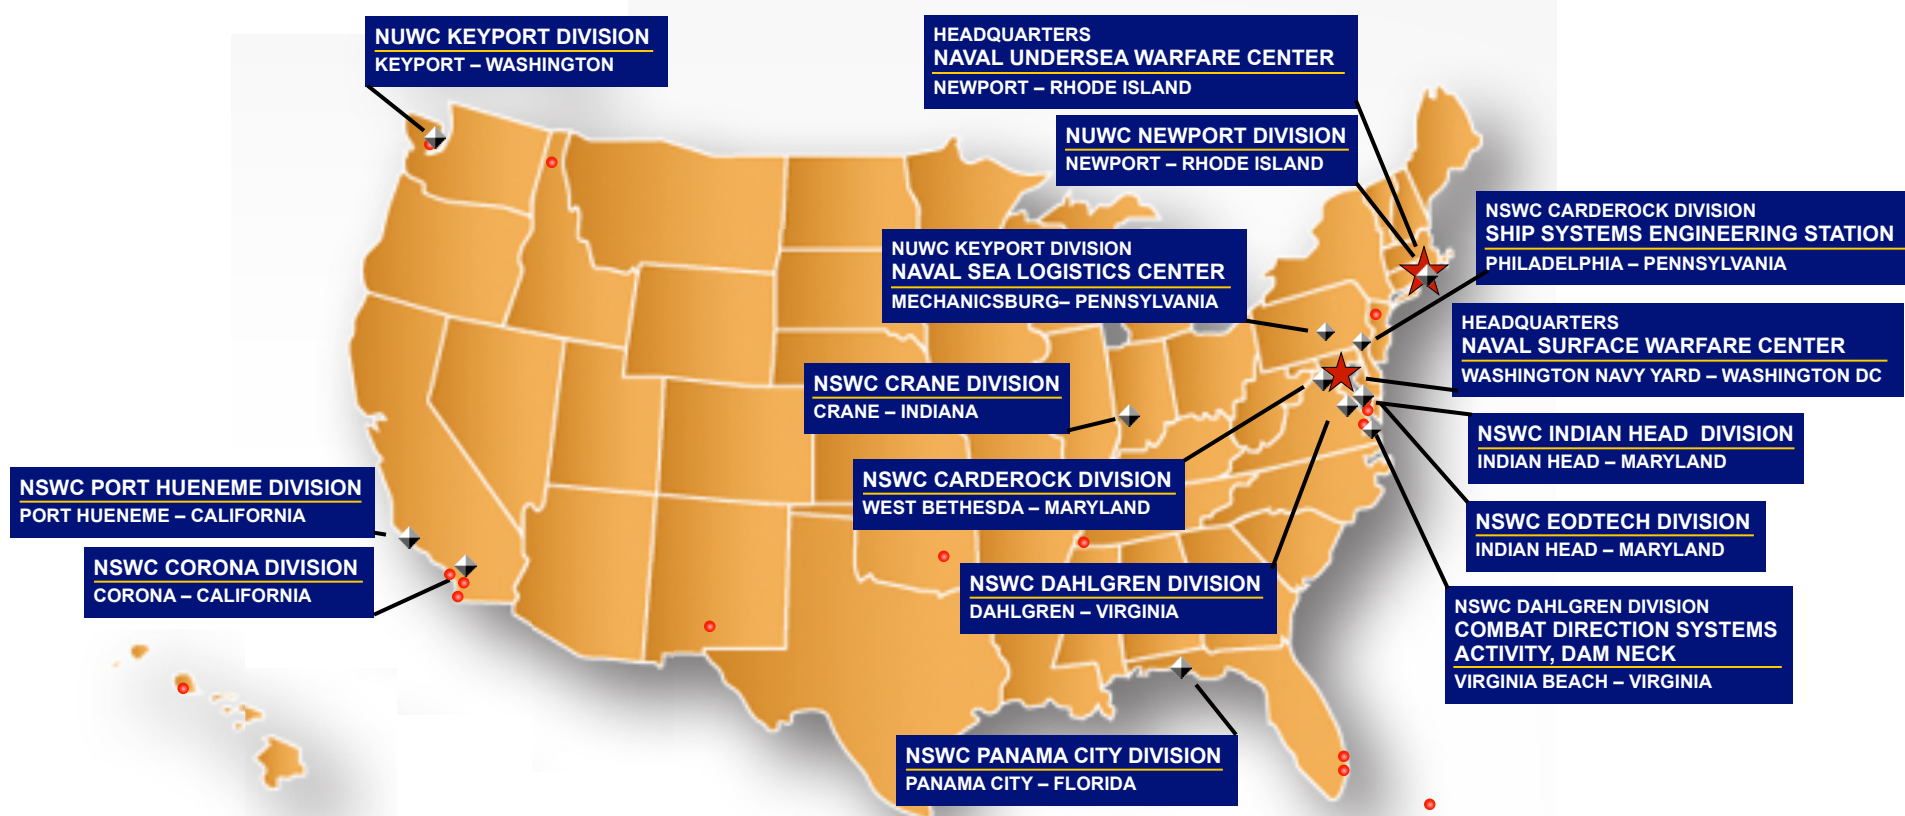 NUWC KEYPORT DIVISION
KEYPORT – WASHINGTON
HEADQUARTERS
NAVAL UNDERSEA WARFARE CENTER
NEWPORT – RHODE ISLAND
NUWC NEWPORT DIVISION
NEWPORT – RHODE ISLAND
NSWC CARDEROCK DIVISION
SHIP SYSTEMS ENGINEERING STATION
PHILADELPHIA – PENNSYLVANIA
NUWC KEYPORT DIVISION
NAVAL SEA LOGISTICS CENTER
MECHANICSBURG– PENNSYLVANIA
HEADQUARTERS
NAVAL SURFACE WARFARE CENTER
WASHINGTON NAVY YARD – WASHINGTON DC
NSWC CRANE DIVISION
CRANE – INDIANA
NSWC INDIAN HEAD DIVISION
INDIAN HEAD – MARYLAND
NSWC PORT HUENEME DIVISION
PORT HUENEME – CALIFORNIA
NSWC CARDEROCK DIVISION
WEST BETHESDA – MARYLAND
NSWC EODTECH DIVISION
INDIAN HEAD – MARYLAND
NSWC CORONA DIVISION
CORONA – CALIFORNIA
NSWC DAHLGREN DIVISION
DAHLGREN – VIRGINIA
NSWC DAHLGREN DIVISION
COMBAT DIRECTION SYSTEMS
ACTIVITY, DAM NECK
VIRGINIA BEACH – VIRGINIA
NSWC PANAMA CITY DIVISION
PANAMA CITY – FLORIDA